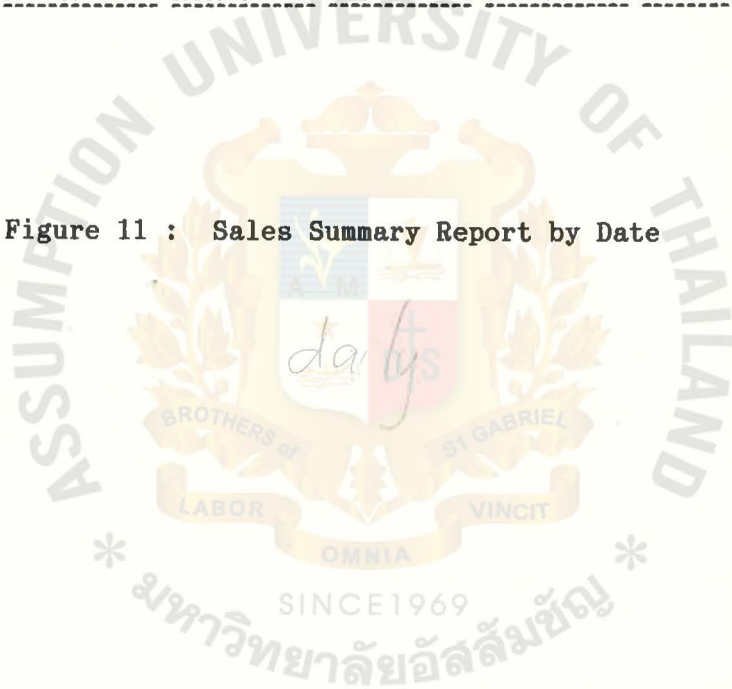 ------------- ------------- ------------- ------------- --------
UNIVERSITY OF
ASSUMPTION
THAILAND
Figure 11 : Sales Summary Report by Date
A M
daily
DS
BROTHERS of
ST GABRIEL
LABOR
VINCIT
OMNIA
* *
SINCE1969
มหาวิทยาลัยอัสสัมชัญ